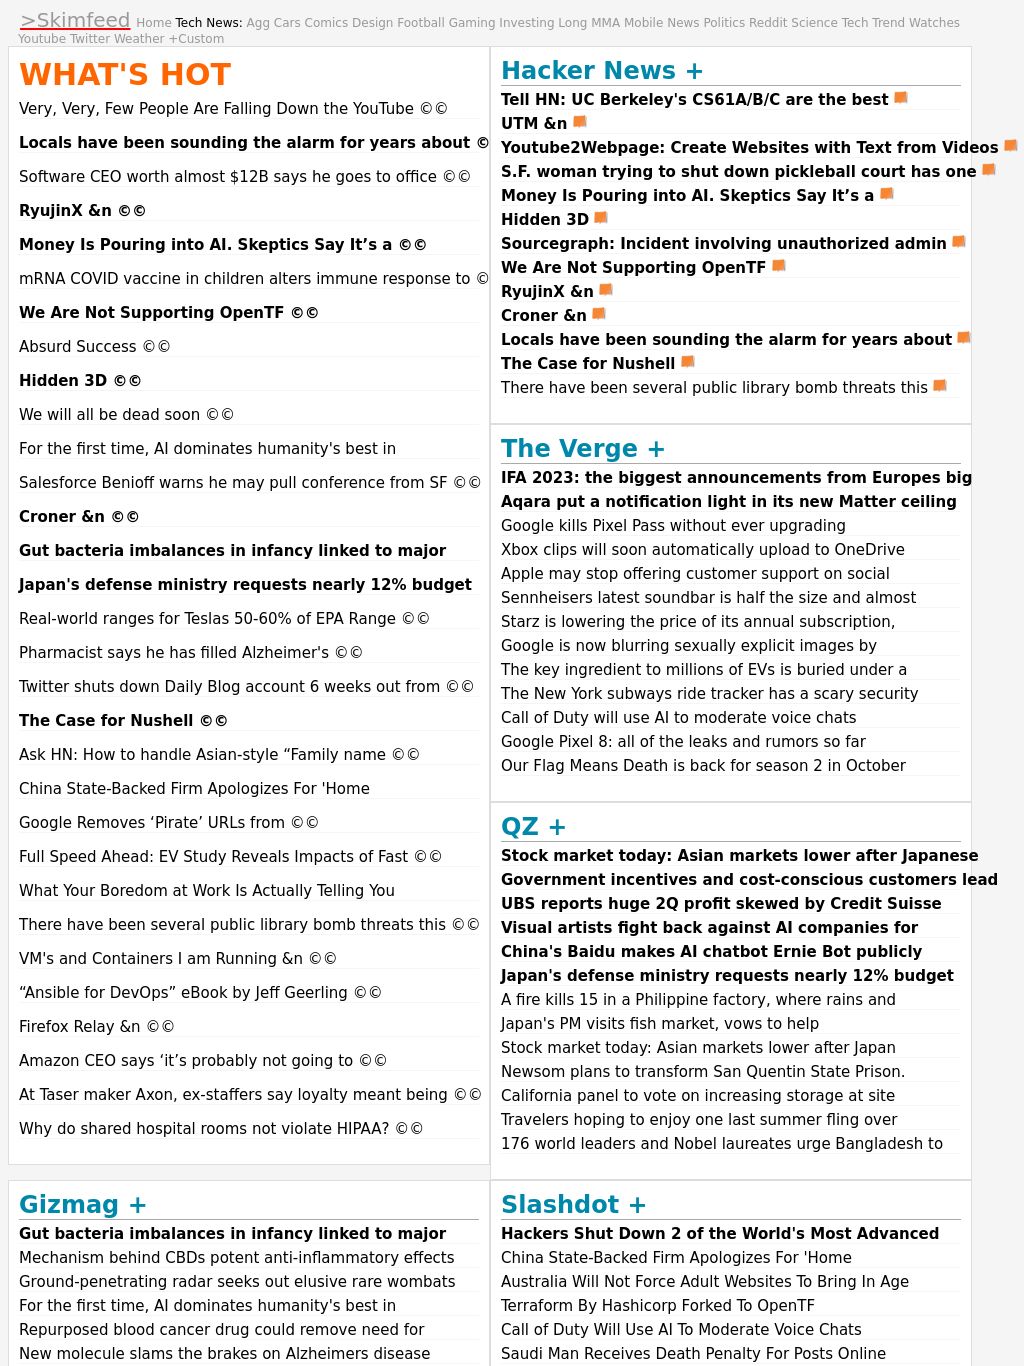 >Skimfeed Home Tech News: Agg Cars Comics Design Football Gaming Investing Long MMA Mobile News Politics Reddit Science Tech Trend Watches
Youtube Twitter Weather +Custom
WHAT'S HOT
Very, Very, Few People Are Falling Down the YouTube ©©
Locals have been sounding the alarm for years about ©
Software CEO worth almost $12B says he goes to office ©©
RyujinX &n ©©
Money Is Pouring into AI. Skeptics Say It’s a ©©
mRNA COVID vaccine in children alters immune response to ©
We Are Not Supporting OpenTF ©©
Absurd Success ©©
Hidden 3D ©©
We will all be dead soon ©©
For the first time, AI dominates humanity's best in
Salesforce Benioff warns he may pull conference from SF ©©
Croner &n ©©
Gut bacteria imbalances in infancy linked to major
Japan's defense ministry requests nearly 12% budget
Real-world ranges for Teslas 50-60% of EPA Range ©©
Pharmacist says he has filled Alzheimer's ©©
Twitter shuts down Daily Blog account 6 weeks out from ©©
The Case for Nushell ©©
Ask HN: How to handle Asian-style “Family name ©©
China State-Backed Firm Apologizes For 'Home
Google Removes ‘Pirate’ URLs from ©©
Full Speed Ahead: EV Study Reveals Impacts of Fast ©©
What Your Boredom at Work Is Actually Telling You
There have been several public library bomb threats this ©©
VM's and Containers I am Running &n ©©
“Ansible for DevOps” eBook by Jeff Geerling ©©
Firefox Relay &n ©©
Amazon CEO says ‘it’s probably not going to ©©
At Taser maker Axon, ex-staffers say loyalty meant being ©©
Why do shared hospital rooms not violate HIPAA? ©©
Hacker News +
Tell HN: UC Berkeley's CS61A/B/C are the best
UTM &n
Youtube2Webpage: Create Websites with Text from Videos
S.F. woman trying to shut down pickleball court has one
Money Is Pouring into AI. Skeptics Say It’s a
Hidden 3D
Sourcegraph: Incident involving unauthorized admin
We Are Not Supporting OpenTF
RyujinX &n
Croner &n
Locals have been sounding the alarm for years about
The Case for Nushell
There have been several public library bomb threats this
The Verge +
IFA 2023: the biggest announcements from Europes big
Aqara put a notification light in its new Matter ceiling
Google kills Pixel Pass without ever upgrading
Xbox clips will soon automatically upload to OneDrive
Apple may stop offering customer support on social
Sennheisers latest soundbar is half the size and almost
Starz is lowering the price of its annual subscription,
Google is now blurring sexually explicit images by
The key ingredient to millions of EVs is buried under a
The New York subways ride tracker has a scary security
Call of Duty will use AI to moderate voice chats
Google Pixel 8: all of the leaks and rumors so far
Our Flag Means Death is back for season 2 in October
QZ +
Stock market today: Asian markets lower after Japanese
Government incentives and cost-conscious customers lead
UBS reports huge 2Q profit skewed by Credit Suisse
Visual artists fight back against AI companies for
China's Baidu makes AI chatbot Ernie Bot publicly
Japan's defense ministry requests nearly 12% budget
A fire kills 15 in a Philippine factory, where rains and
Japan's PM visits fish market, vows to help
Stock market today: Asian markets lower after Japan
Newsom plans to transform San Quentin State Prison.
California panel to vote on increasing storage at site
Travelers hoping to enjoy one last summer fling over
176 world leaders and Nobel laureates urge Bangladesh to
Gizmag +
Gut bacteria imbalances in infancy linked to major
Mechanism behind CBDs potent anti-inflammatory effects
Ground-penetrating radar seeks out elusive rare wombats
For the first time, AI dominates humanity's best in
Repurposed blood cancer drug could remove need for
New molecule slams the brakes on Alzheimers disease
Slashdot +
Hackers Shut Down 2 of the World's Most Advanced
China State-Backed Firm Apologizes For 'Home
Australia Will Not Force Adult Websites To Bring In Age
Terraform By Hashicorp Forked To OpenTF
Call of Duty Will Use AI To Moderate Voice Chats
Saudi Man Receives Death Penalty For Posts Online